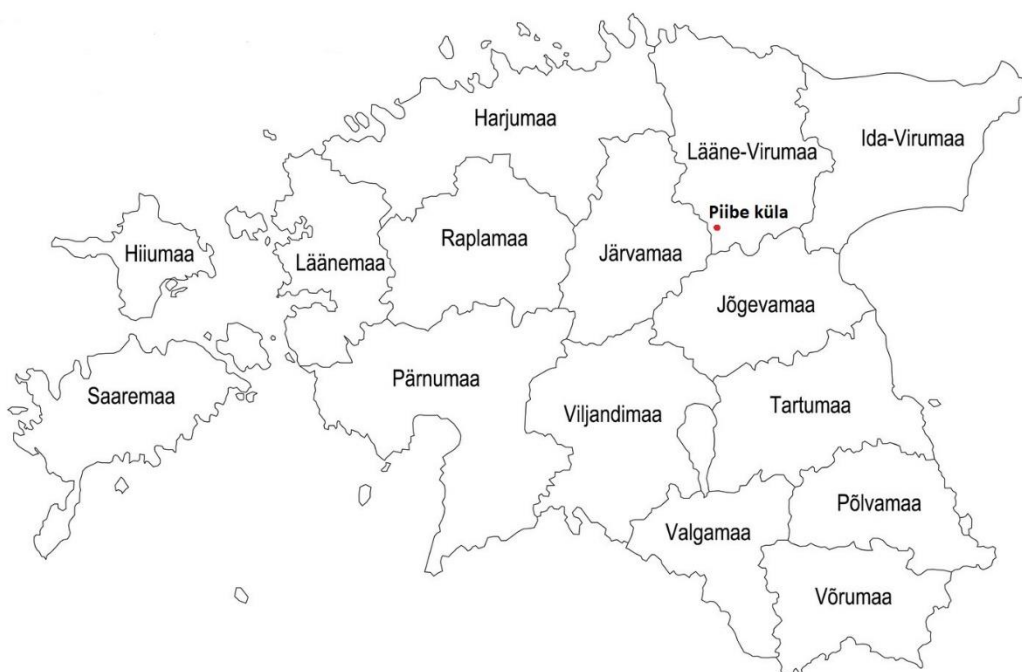 Harjumaa
Lääne-Virumaa
Ida-Virumaa
Piibe küla
Hiiumaa
Läänemaa
Raplamaa
Järvamaa
Jõgevamaa
Saaremaa
Pärnumaa
Viljandimaa
Tartumaa
Põlvamaa
Valgamaa
Võrumaa